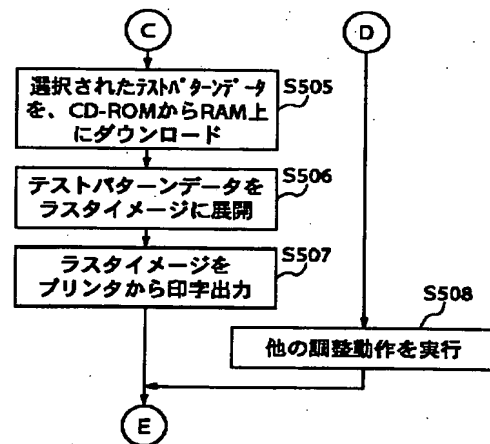 C
D
選択されたテストパターンデータ
を、CD-ROMからRAM上
にダウンロード
S505
テストパターンデータを
ラスタイメージに展開
S506
ラスタイメージを
プリンタから印字出力
S507
S508
他の調整動作を実行
E